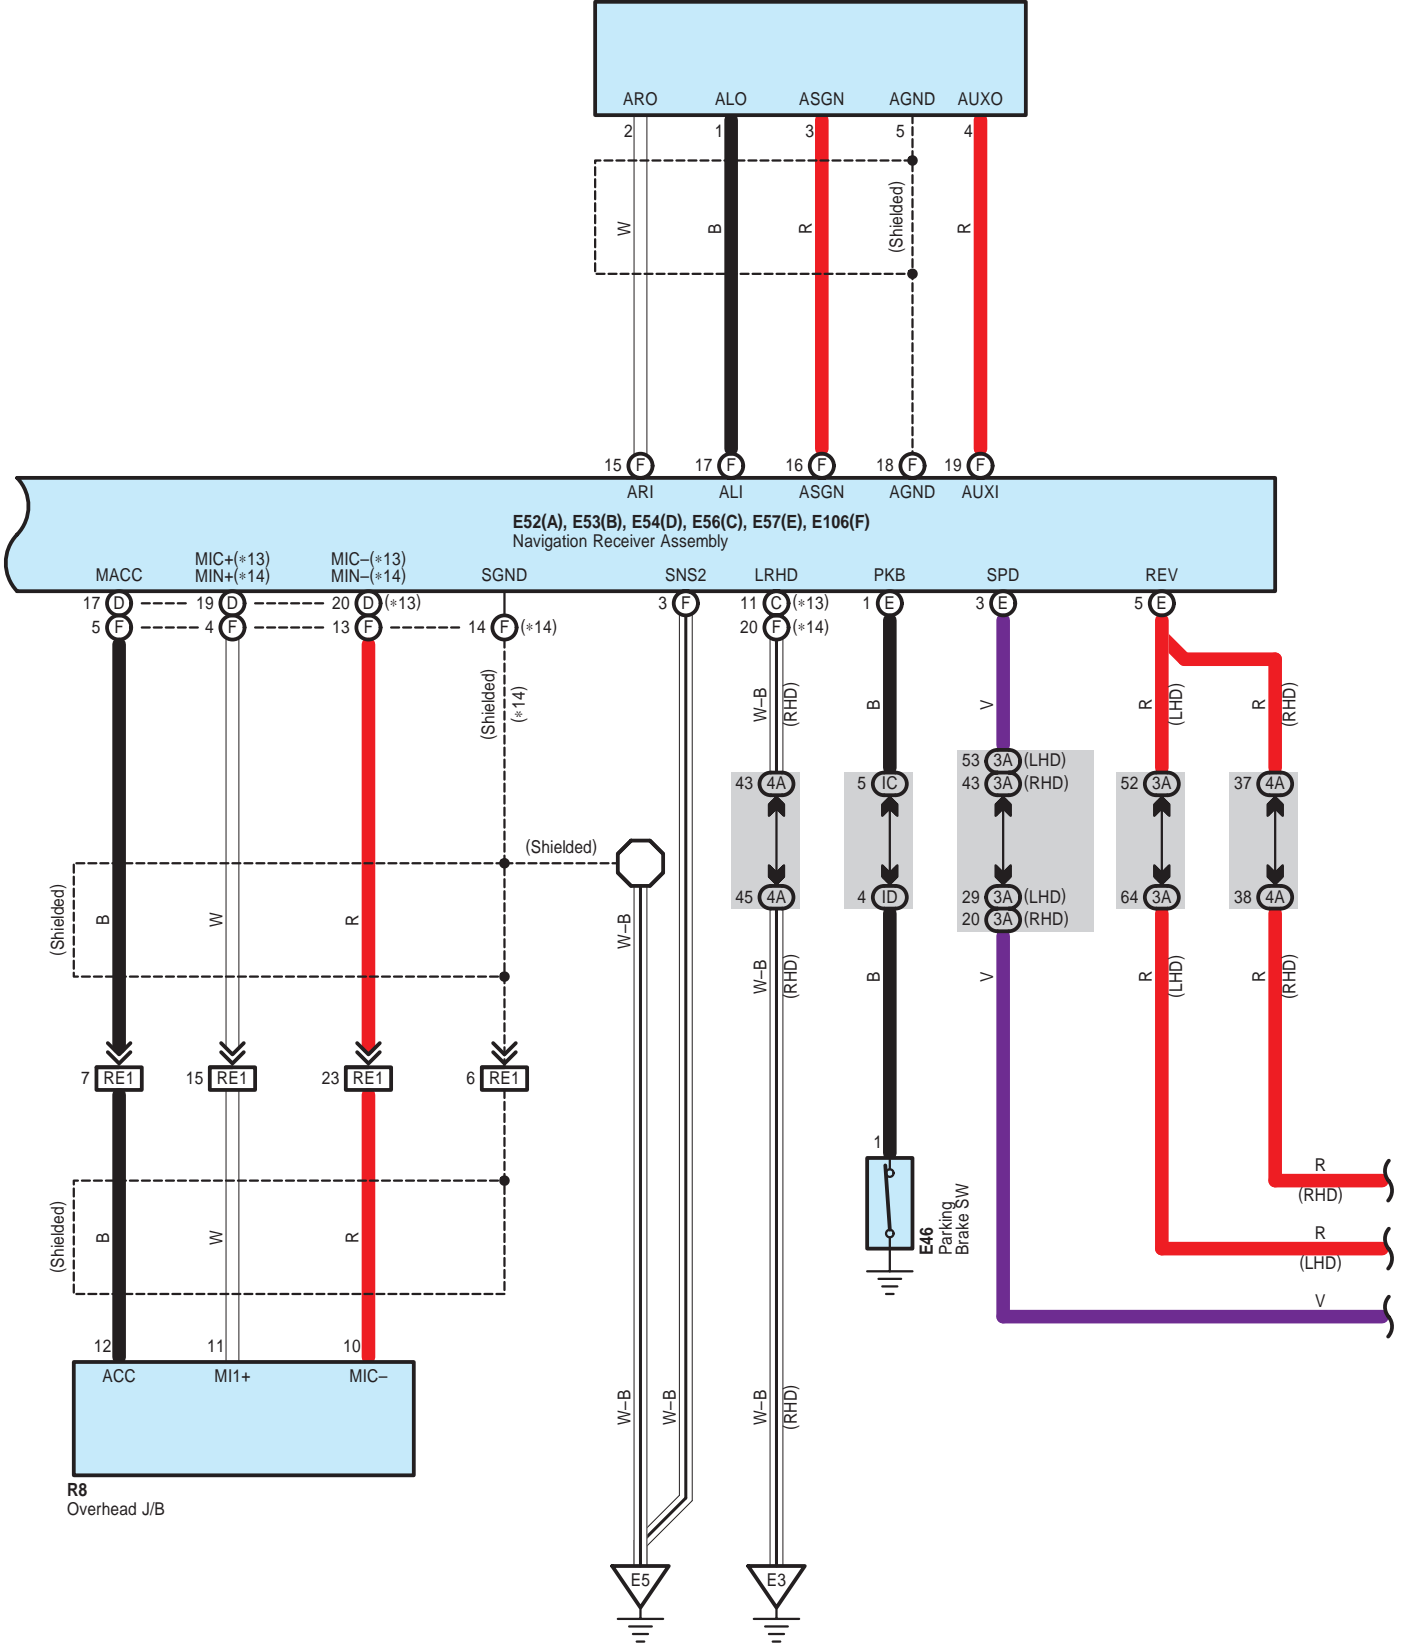 ARO ALO ASGN AGND AUXO
2 1 3 5 4
W B R (Shielded) R
15 F 17 F 16 F 18 F 19 F
ARI ALI ASGN AGND AUXI
E52(A), E53(B), E54(D), E56(C), E57(E), E106(F)
Navigation Receiver Assembly
MIC+(*13) MIC–(*13)
MACC MIN+(*14) MIN–(*14) SGND SNS2 LRHD PKB SPD REV
17 D 19 D 20 D (*13) 3 F 11 C (*13) 1 E 3 E 5 E
5 F 4 F 13 F 14 F (*14) 20 F (*14)
(Shielded) (*14) W–B (RHD) B V R (LHD) R (RHD)
53 3A (LHD)
43 4A 5 IC 43 3A (RHD) 52 3A 37 4A
(Shielded)
45 4A 4 ID 29 3A (LHD) 64 3A 38 4A
20 3A (RHD)
(Shielded) B W R W–B W–B (RHD) B V R (LHD) R (RHD)
7 RE1 15 RE1 23 RE1 6 RE1
1
E46
Parking
Brake SW
R
(RHD)
R
(LHD)
V
(Shielded) B W R
12 11 10
ACC MI1+ MIC–
W–B W–B W–B (RHD)
R8
Overhead J/B
E5 E3